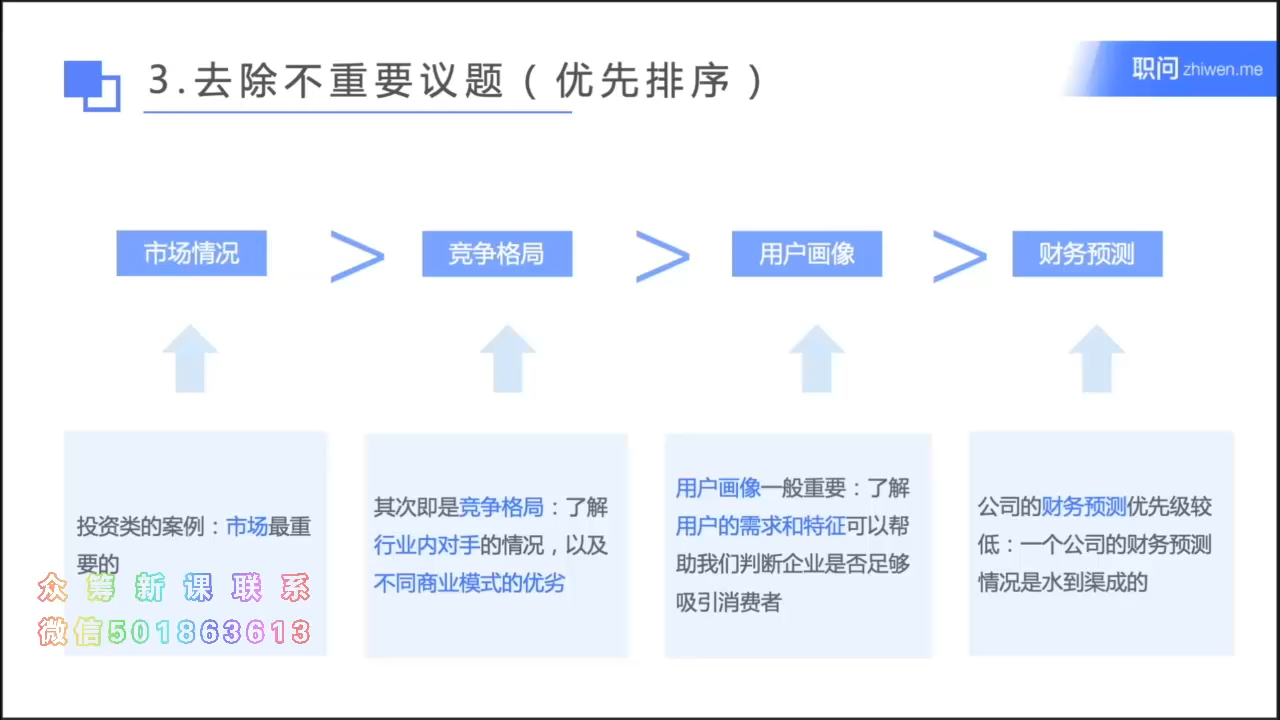 3.去除不重要议题（优先排序）
职问 zhiwen.me
市场情况 > 竞争格局 > 用户画像 > 财务预测
投资类的案例：市场最重
要的
其次即是竞争格局：了解
行业内对手的情况，以及
不同商业模式的优劣
用户画像一般重要：了解
用户的需求和特征可以帮
助我们判断企业是否足够
吸引消费者
公司的财务预测优先级较
低：一个公司的财务预测
情况是水到渠成的
众筹新课联系
微信501863613